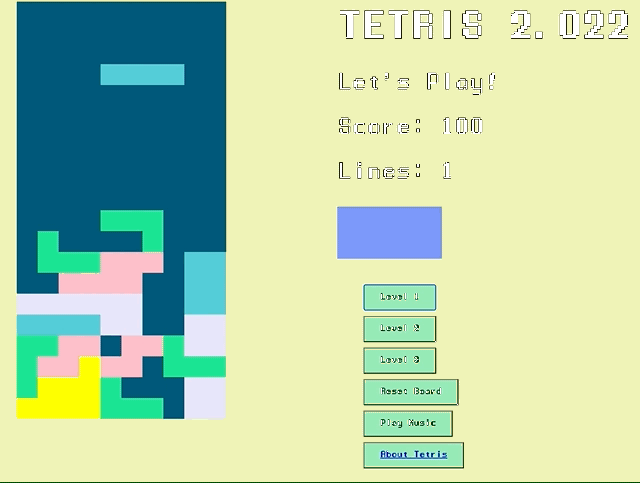 TETRIS 2.022
Let's Play!
Score: 100
Lines: 1
Level 1
Level 2
Level 3
Reset Board
Play Music
About Tetris